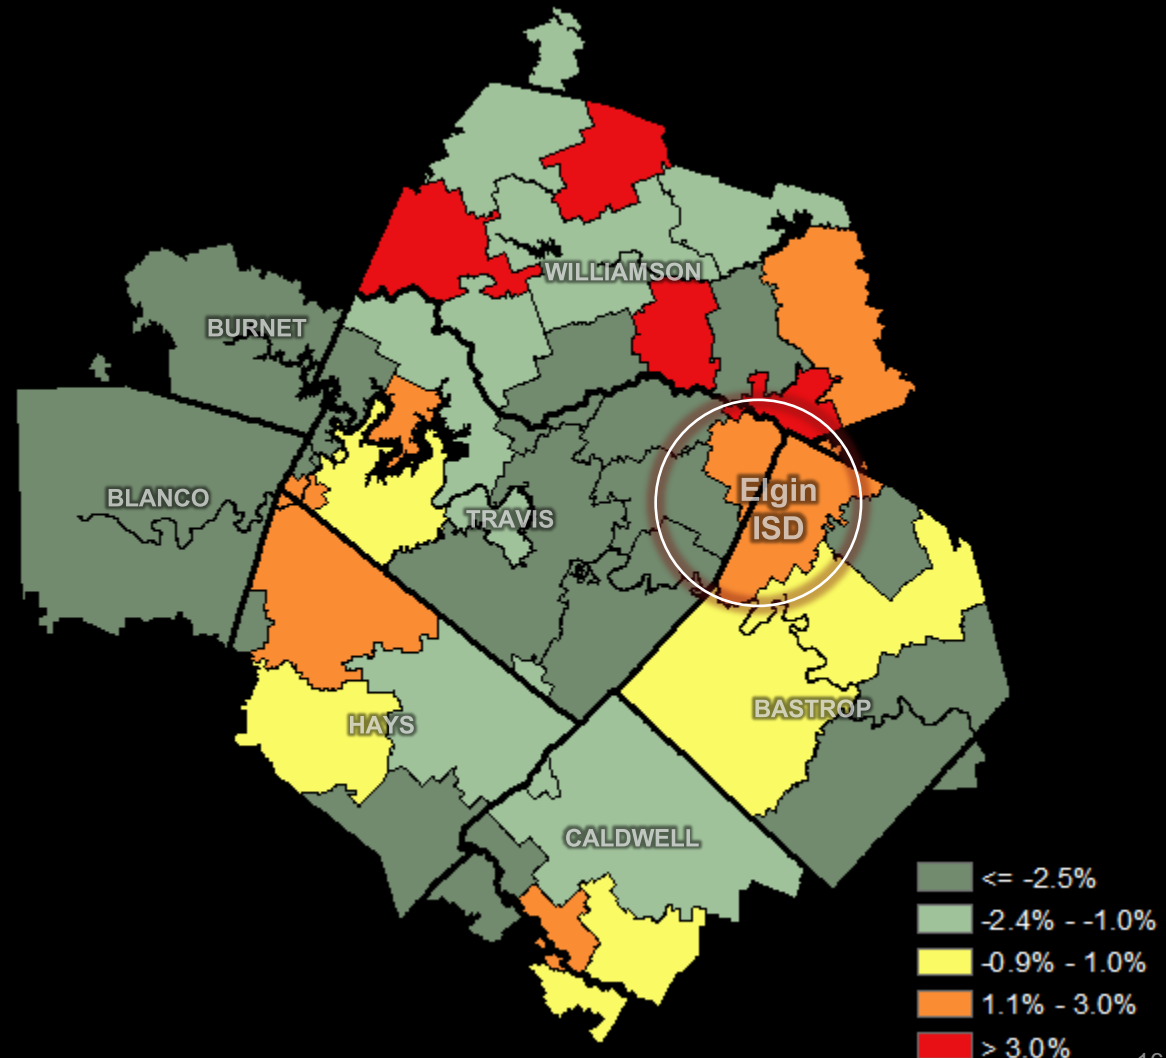 WILLIAMSON
BURNET
Elgin
ISD
BLANCO
TRAVIS
BASTROP
HAYS
CALDWELL
<= -2.5%
-2.4% - -1.0%
-0.9% - 1.0%
1.1% - 3.0%
> 3.0%